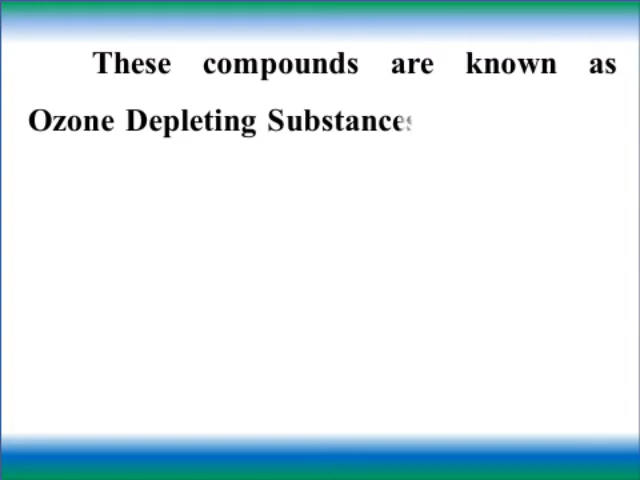 These compounds are known as
Ozone Depleting Substances